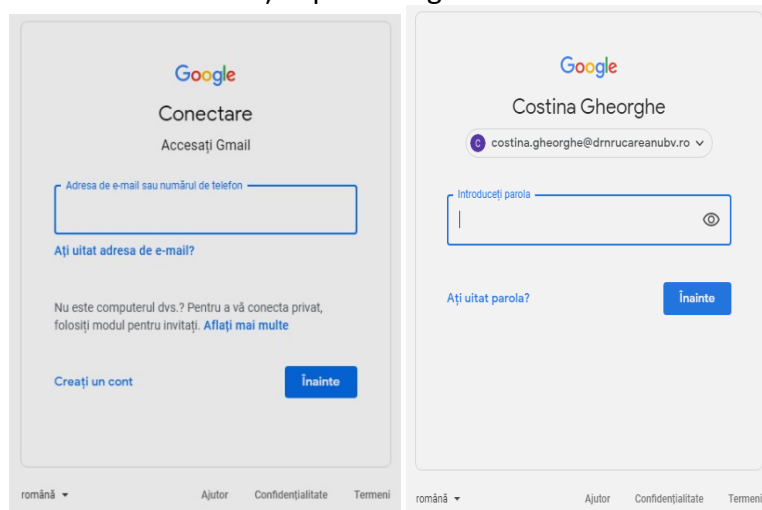 Google
Conectare
Accesați Gmail
Adresa de e-mail sau numărul de telefon
Ați uitat adresa de e-mail?
Nu este computerul dvs.? Pentru a vă conecta privat,
folosiți modul pentru invitați. Aflați mai multe
Creați un cont
Înainte
română
Ajutor
Confidențialitate
Termeni
Google
Costina Gheorghe
C
costina.gheorghe@drnrucareanubv.ro
Introduceți parola
Ați uitat parola?
Înainte
română
Ajutor
Confidențialitate
Termeni